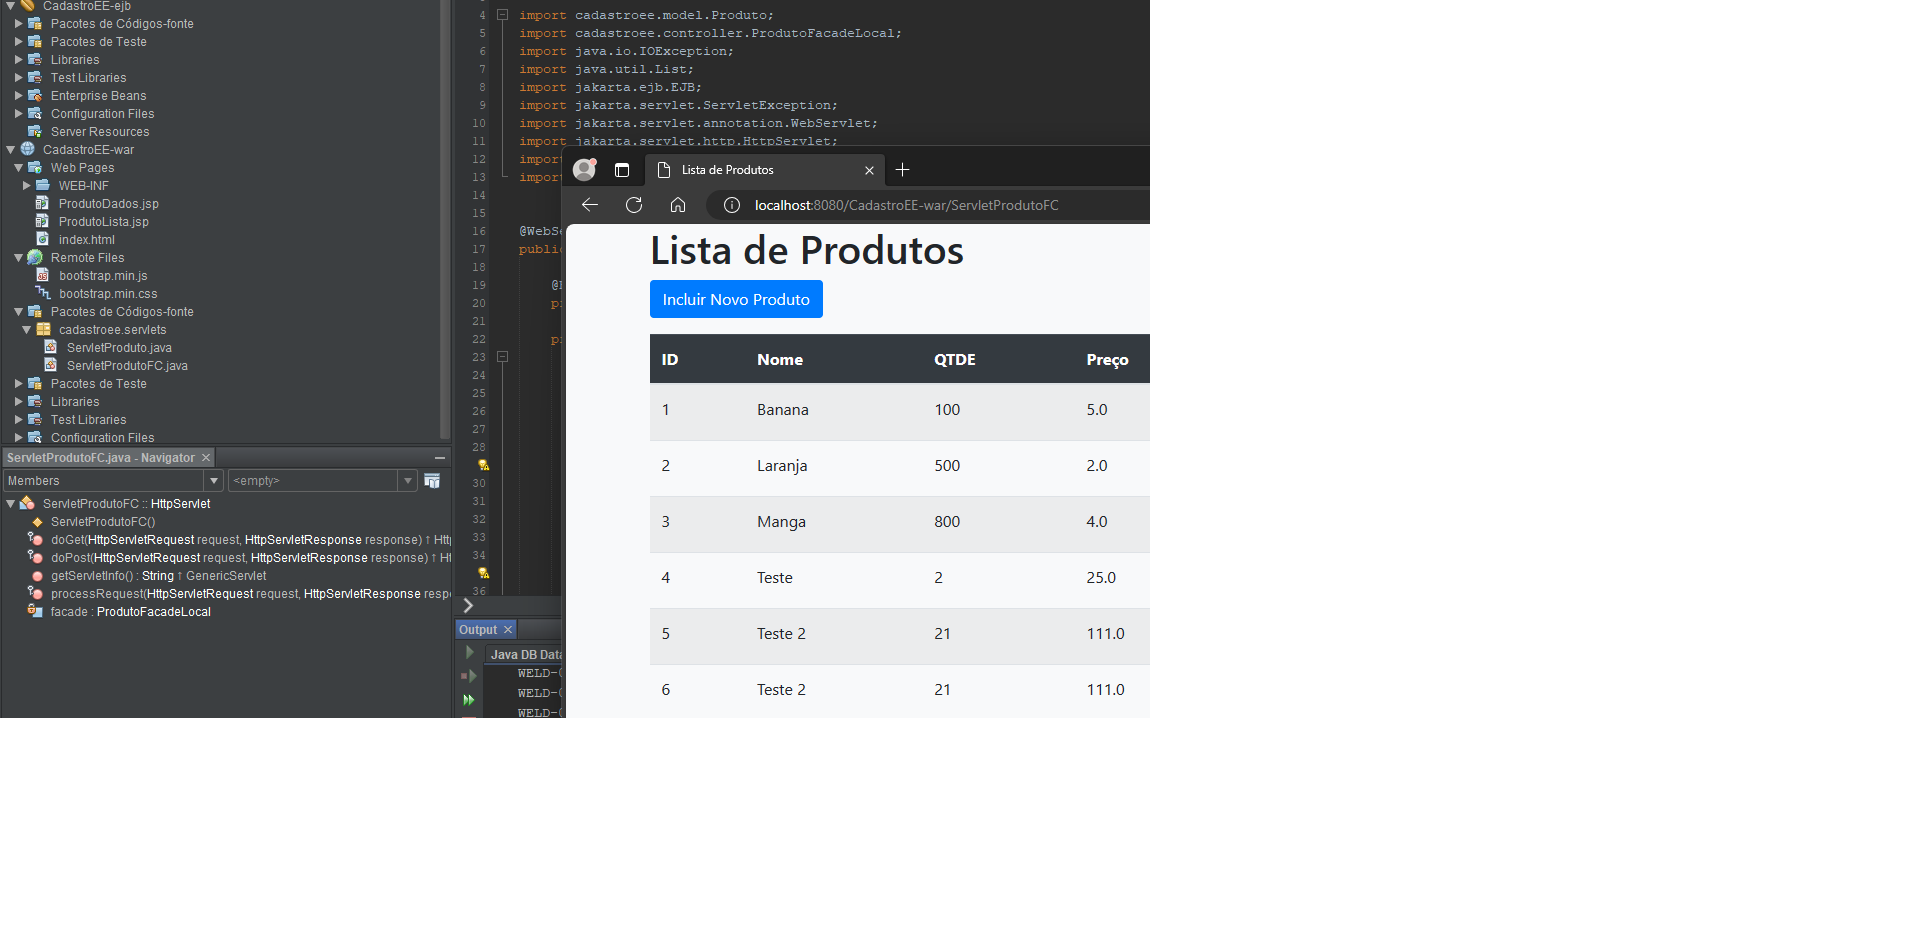 CadastroEE-ejb
Pacotes de Códigos-fonte
Pacotes de Teste
Libraries
Test Libraries
Enterprise Beans
Configuration Files
Server Resources
CadastroEE-war
Web Pages
WEB-INF
ProdutoDados.jsp
ProdutoLista.jsp
index.html
Remote Files
bootstrap.min.js
bootstrap.min.css
Pacotes de Códigos-fonte
cadastroee.servlets
ServletProduto.java
ServletProdutoFC.java
Pacotes de Teste
Libraries
Test Libraries
Configuration Files
ServletProdutoFC.java - Navigator
Members
<empty>
ServletProdutoFC :: HttpServlet
ServletProdutoFC()
doGet(HttpServletRequest request, HttpServletResponse response) ↑ Htt
doPost(HttpServletRequest request, HttpServletResponse response) ↑ Ht
getServletInfo() : String ↑ GenericServlet
processRequest(HttpServletRequest request, HttpServletResponse resp
facade : ProdutoFacadeLocal
4 import cadastroee.model.Produto;
5 import cadastroee.controller.ProdutoFacadeLocal;
6 import java.io.IOException;
7 import java.util.List;
8 import jakarta.ejb.EJB;
9 import jakarta.servlet.ServletException;
10 import jakarta.servlet.annotation.WebServlet;
11 import jakarta.servlet.http.HttpServlet;
12 impor
13 impor
14
15
16 @WebSe
17 publi
18
19 @
20 p
21
22 p
23
24
25
26
27
28
30
31
32
33
34
36
Output
Java DB Data
WELD-
WELD-
WELD-
Lista de Produtos
localhost:8080/CadastroEE-war/ServletProdutoFC
Lista de Produtos
Incluir Novo Produto
ID Nome QTDE Preço
1 Banana 100 5.0
2 Laranja 500 2.0
3 Manga 800 4.0
4 Teste 2 25.0
5 Teste 2 21 111.0
6 Teste 2 21 111.0